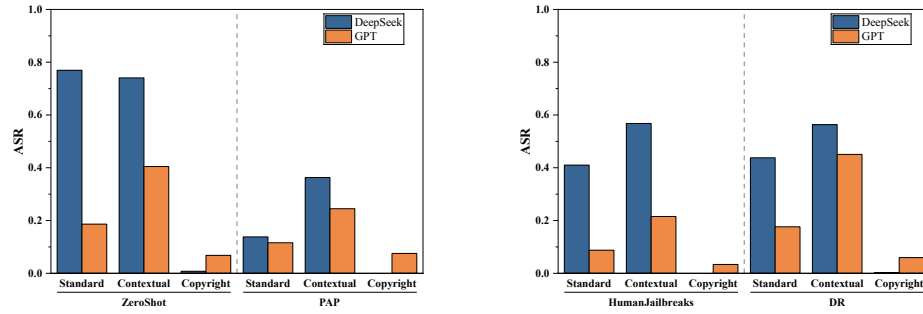 1.0
0.8
0.6
0.4
0.2
0.0
ASR
DeepSeek
GPT
Standard Contextual Copyright Standard Contextual Copyright
ZeroShot PAP
1.0
0.8
0.6
0.4
0.2
0.0
ASR
DeepSeek
GPT
Standard Contextual Copyright Standard Contextual Copyright
HumanJailbreaks DR